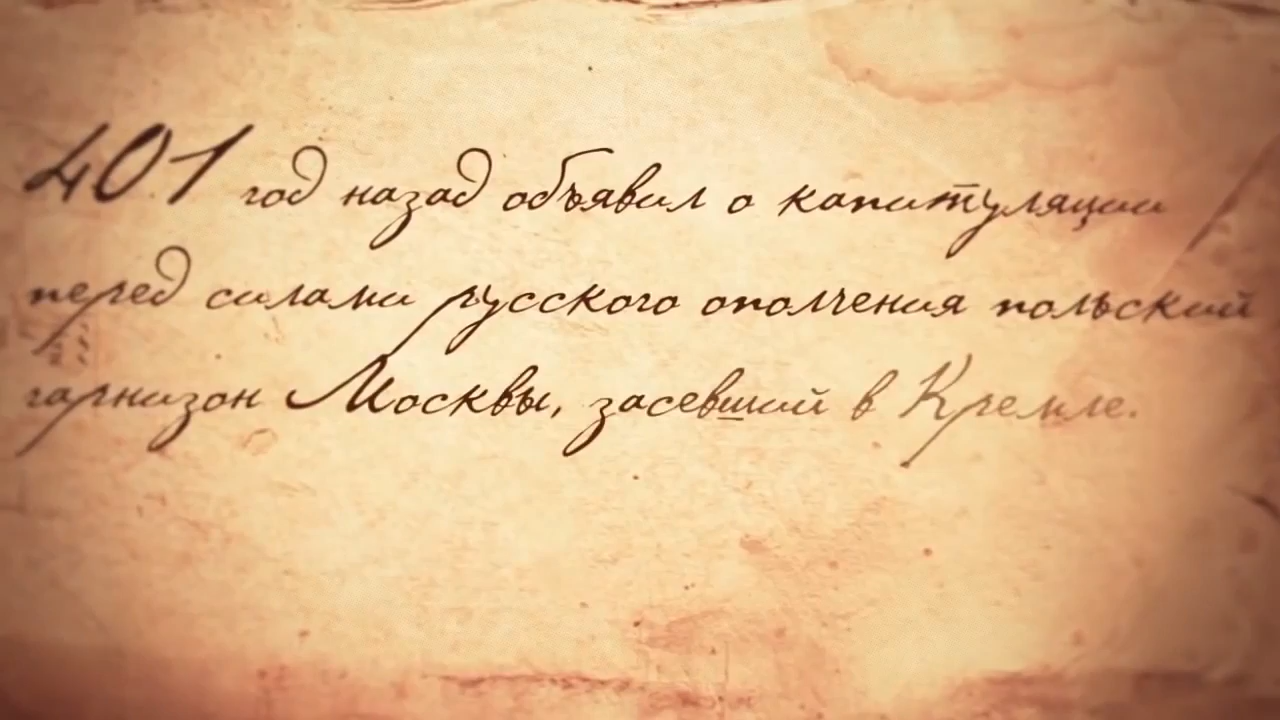 401 год назад объявил о капитуляции
перед силами русского ополчения польский
гарнизон Москвы, засевший в Кремле.